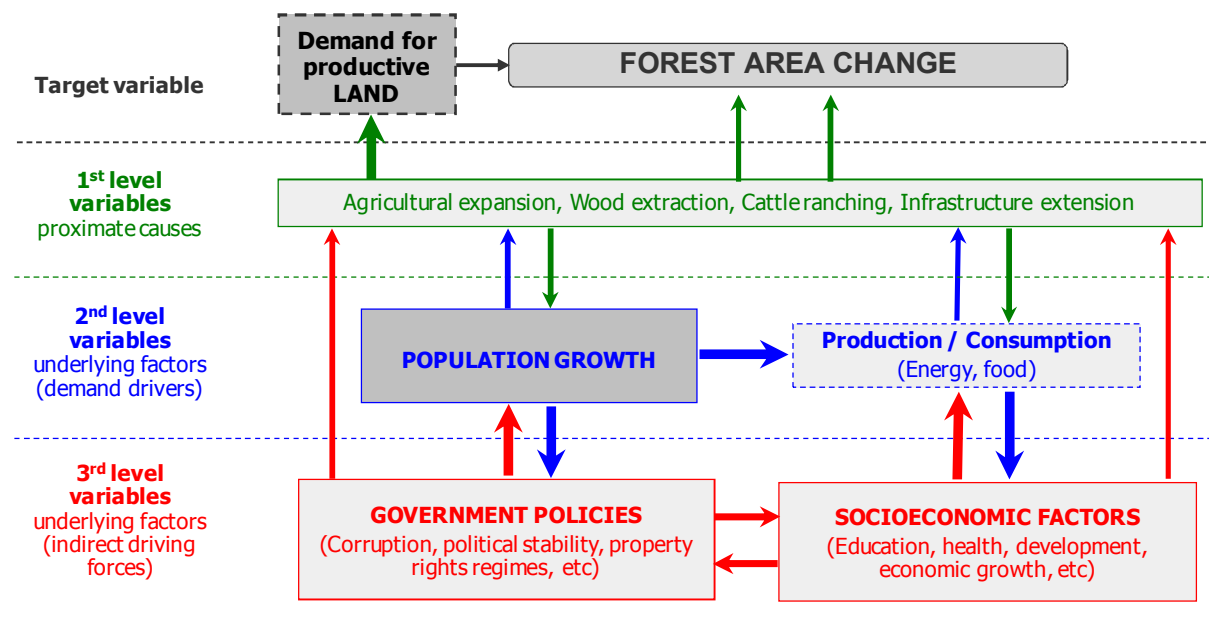 Demand for
productive
LAND
FOREST AREA CHANGE
Target variable
1st level
variables
proximate causes
Agricultural expansion, Wood extraction, Cattle ranching, Infrastructure extension
2nd level
variables
underlying factors
(demand drivers)
POPULATION GROWTH
Production / Consumption
(Energy, food)
3rd level
variables
underlying factors
(indirect driving
forces)
GOVERNMENT POLICIES
(Corruption, political stability, property
rights regimes, etc)
SOCIOECONOMIC FACTORS
(Education, health, development,
economic growth, etc)